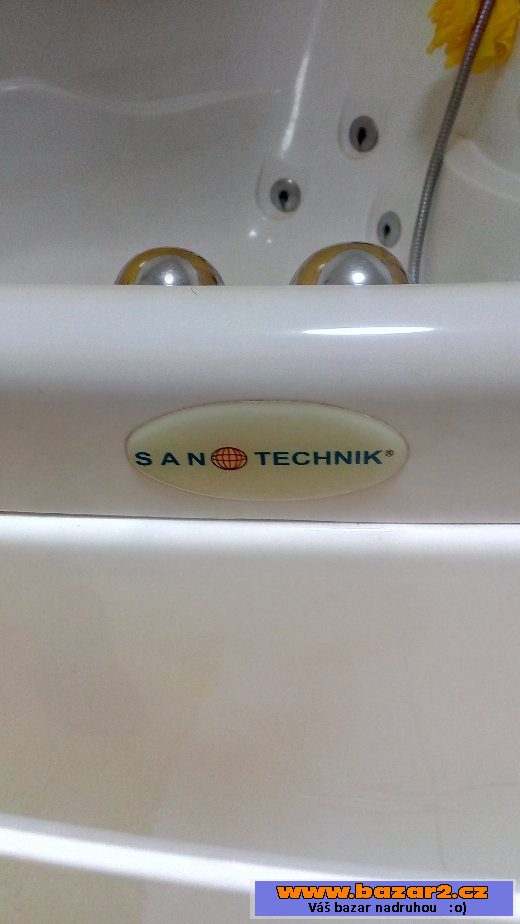 SAN TECHNIK®
www.bazar2.cz
Váš bazar nadruhou :o)